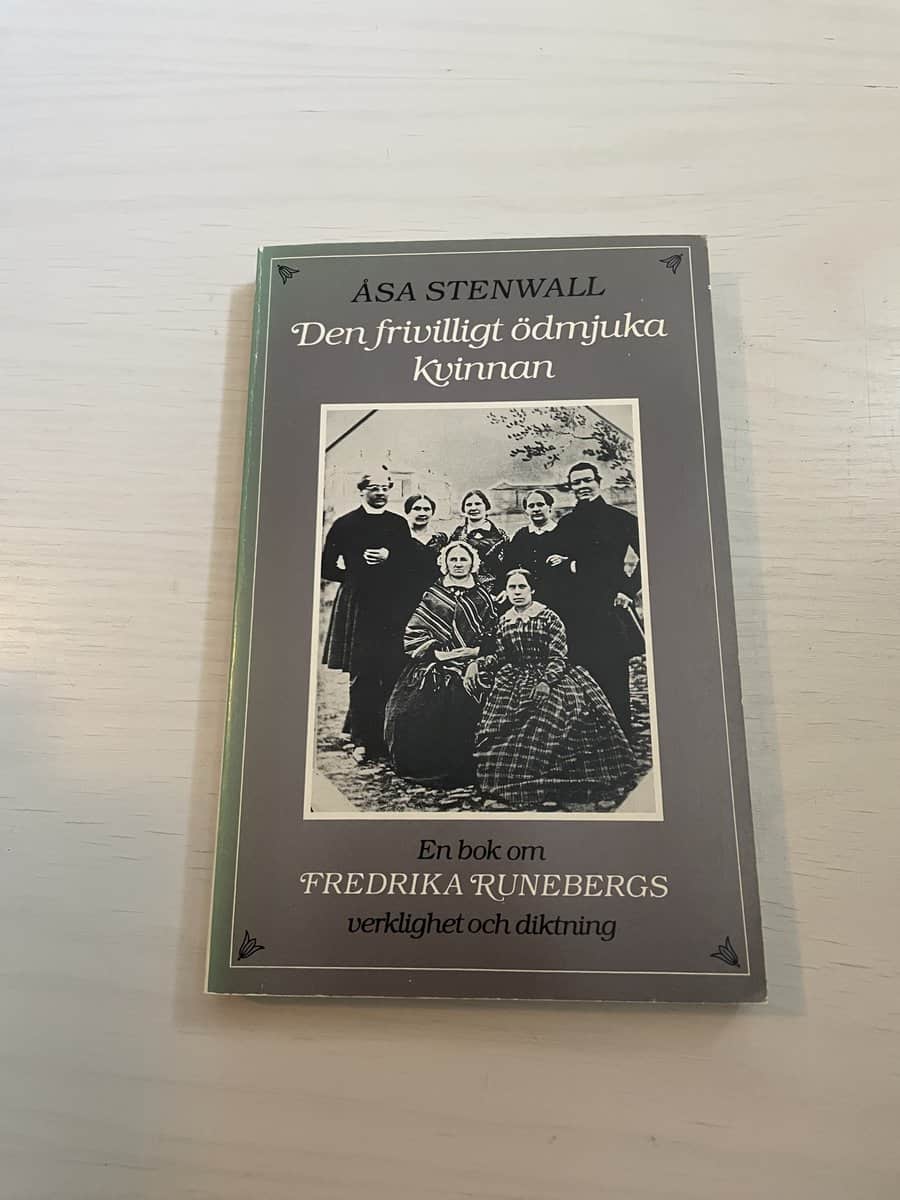 ÅSA STENWALL
Den frivilligt ödmjuka
kvinnan
En bok om
FREDRIKA RUNEBERGS
verklighet och diktning